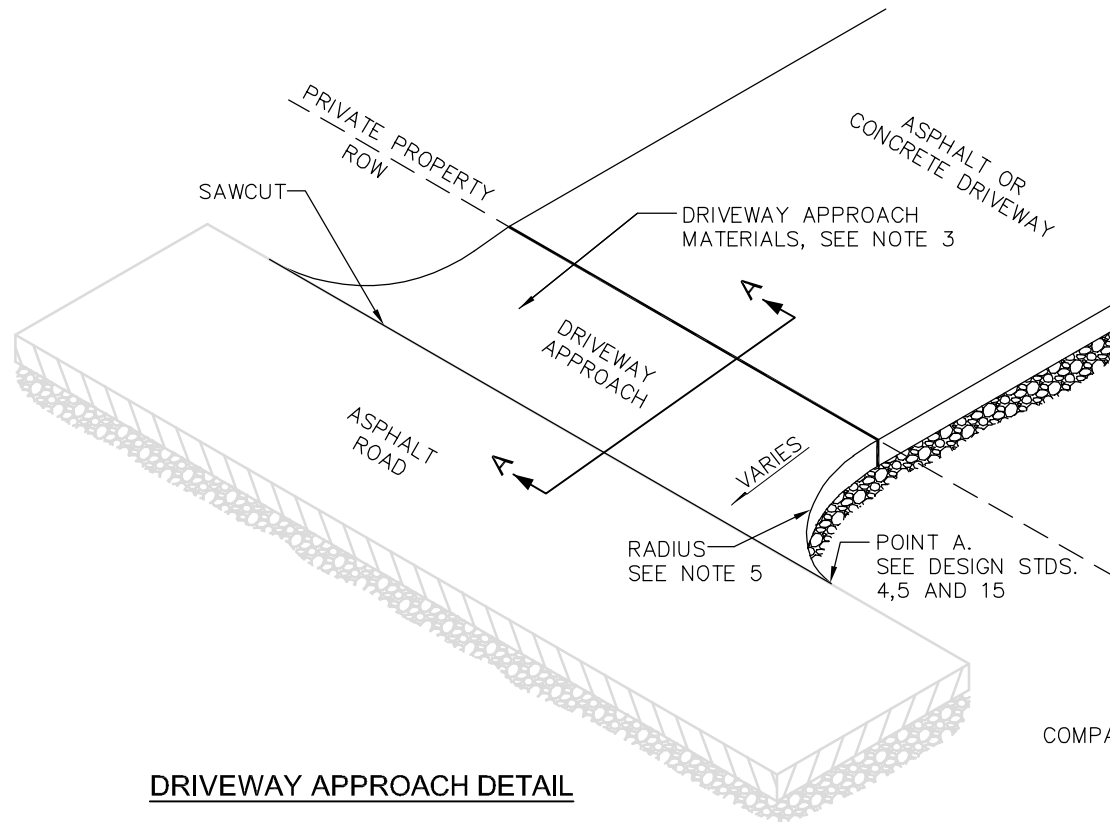 PRIVATE PROPERTY
ROW
SAWCUT
ASPHALT OR
CONCRETE DRIVEWAY
DRIVEWAY APPROACH
MATERIALS, SEE NOTE 3
A
DRIVEWAY
APPROACH
ASPHALT
ROAD
A
VARIES
RADIUS
SEE NOTE 5
POINT A.
SEE DESIGN STDS.
4,5 AND 15
COMPA
DRIVEWAY APPROACH DETAIL